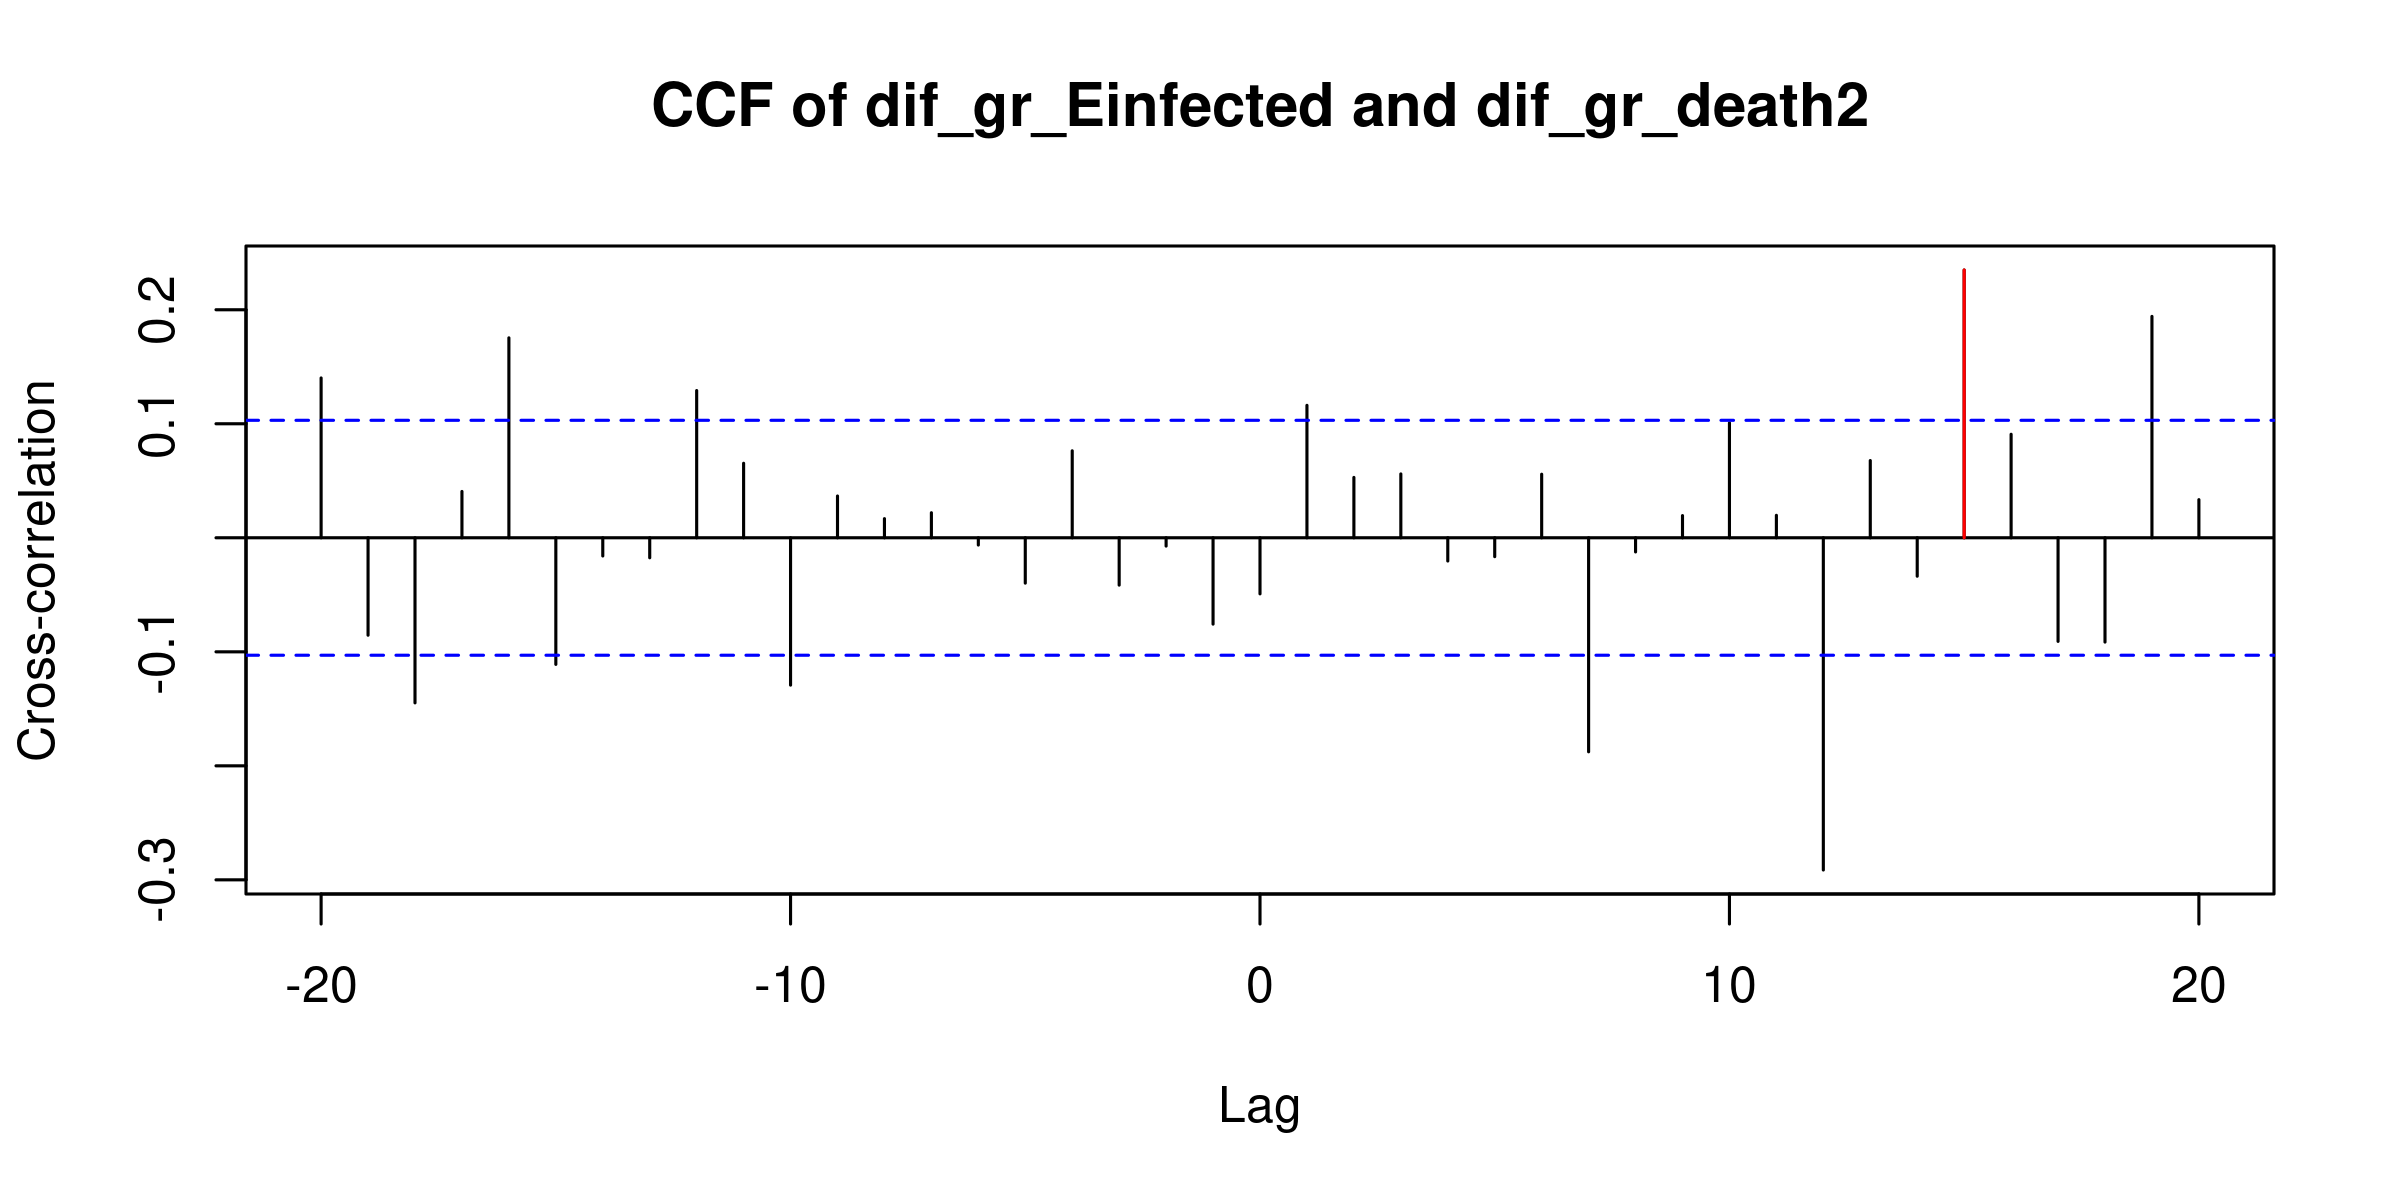 CCF of dif_gr_Einfected and dif_gr_death2
Cross-correlation
0.2
0.1
-0.1
-0.3
-20 -10 0 10 20
Lag